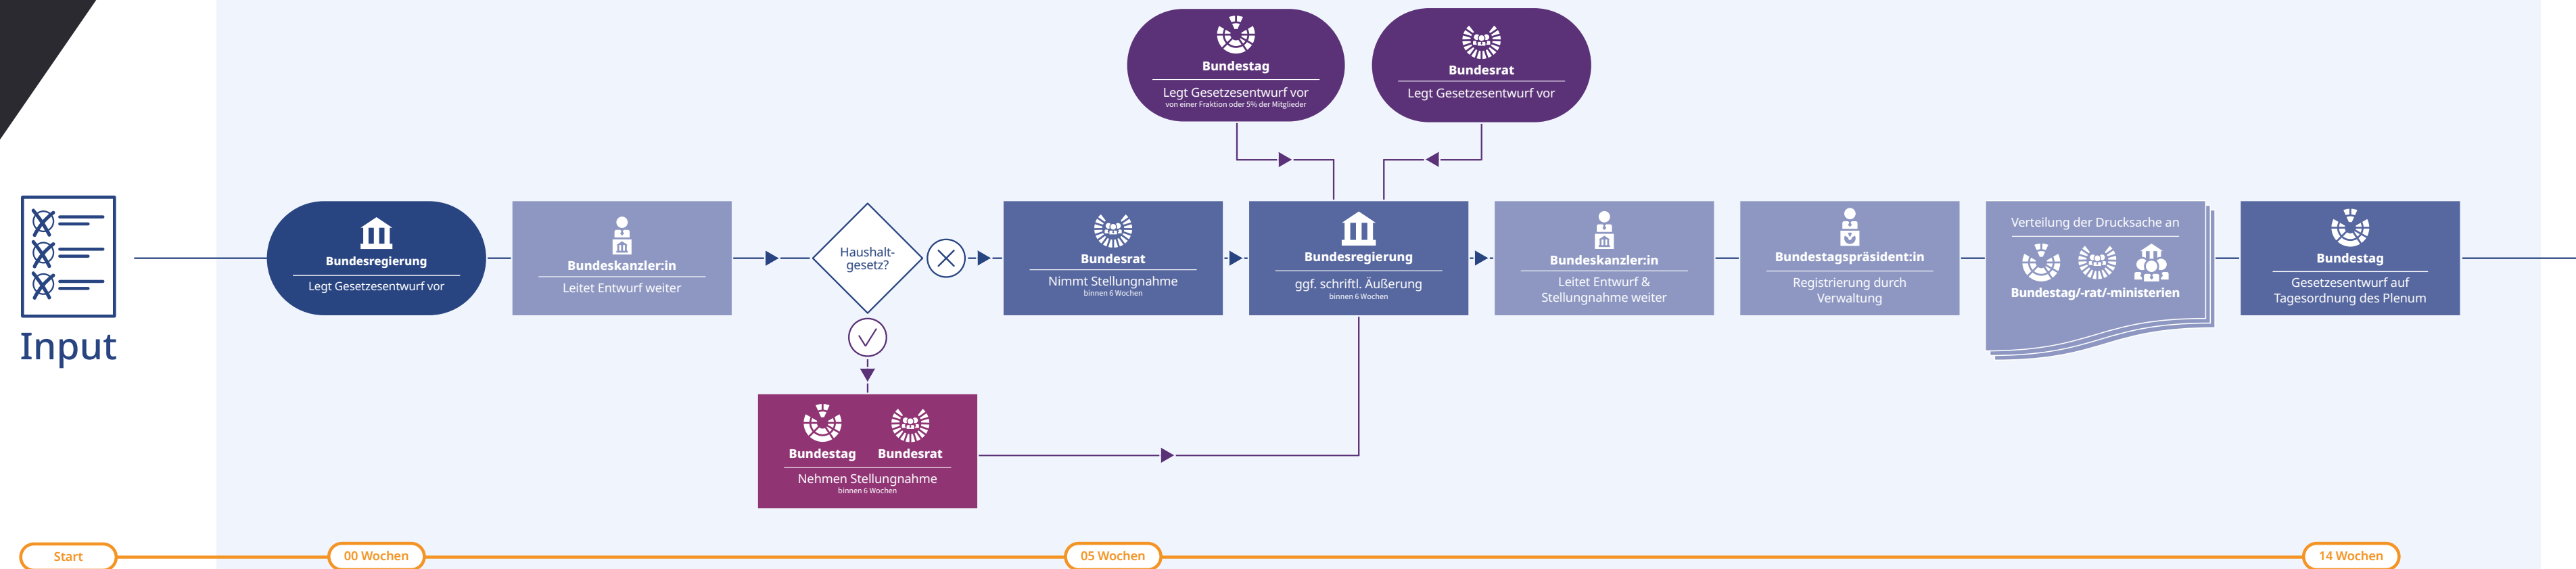 Bundestag
Legt Gesetzesentwurf vor
von einer Fraktion oder 5% der Mitglieder
Bundesrat
Legt Gesetzesentwurf vor
Input
Bundesregierung
Legt Gesetzesentwurf vor
Bundeskanzler:in
Leitet Entwurf weiter
Haushalt-
gesetz?
Bundesrat
Nimmt Stellungnahme
binnen 6 Wochen
Bundesregierung
ggf. schriftl. Äußerung
binnen 6 Wochen
Bundeskanzler:in
Leitet Entwurf &
Stellungnahme weiter
Bundestagspräsident:in
Registrierung durch
Verwaltung
Verteilung der Drucksache an
Bundestag/-rat/-ministerien
Bundestag
Gesetzesentwurf auf
Tagesordnung des Plenum
Bundestag Bundesrat
Nehmen Stellungnahme
binnen 6 Wochen
Start
00 Wochen
05 Wochen
14 Wochen